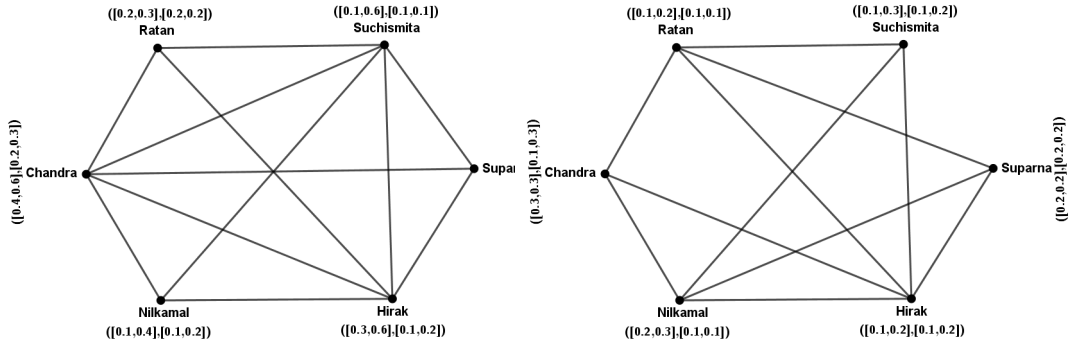 ([0.2,0.3],[0.2,0.2])
Ratan
([0.1,0.6],[0.1,0.1])
Suchismita
Chandra
([0.4,0.6],[0.2,0.3])
Supar
Nilkamal
([0.1,0.4],[0.1,0.2])
Hirak
([0.3,0.6],[0.1,0.2])
([0.1,0.2],[0.1,0.1])
Ratan
([0.1,0.3],[0.1,0.2])
Suchismita
Chandra
([0.3,0.3],[0.1,0.3])
Suparna
([0.2,0.2],[0.2,0.2])
Nilkamal
([0.2,0.3],[0.1,0.1])
Hirak
([0.1,0.2],[0.1,0.2])